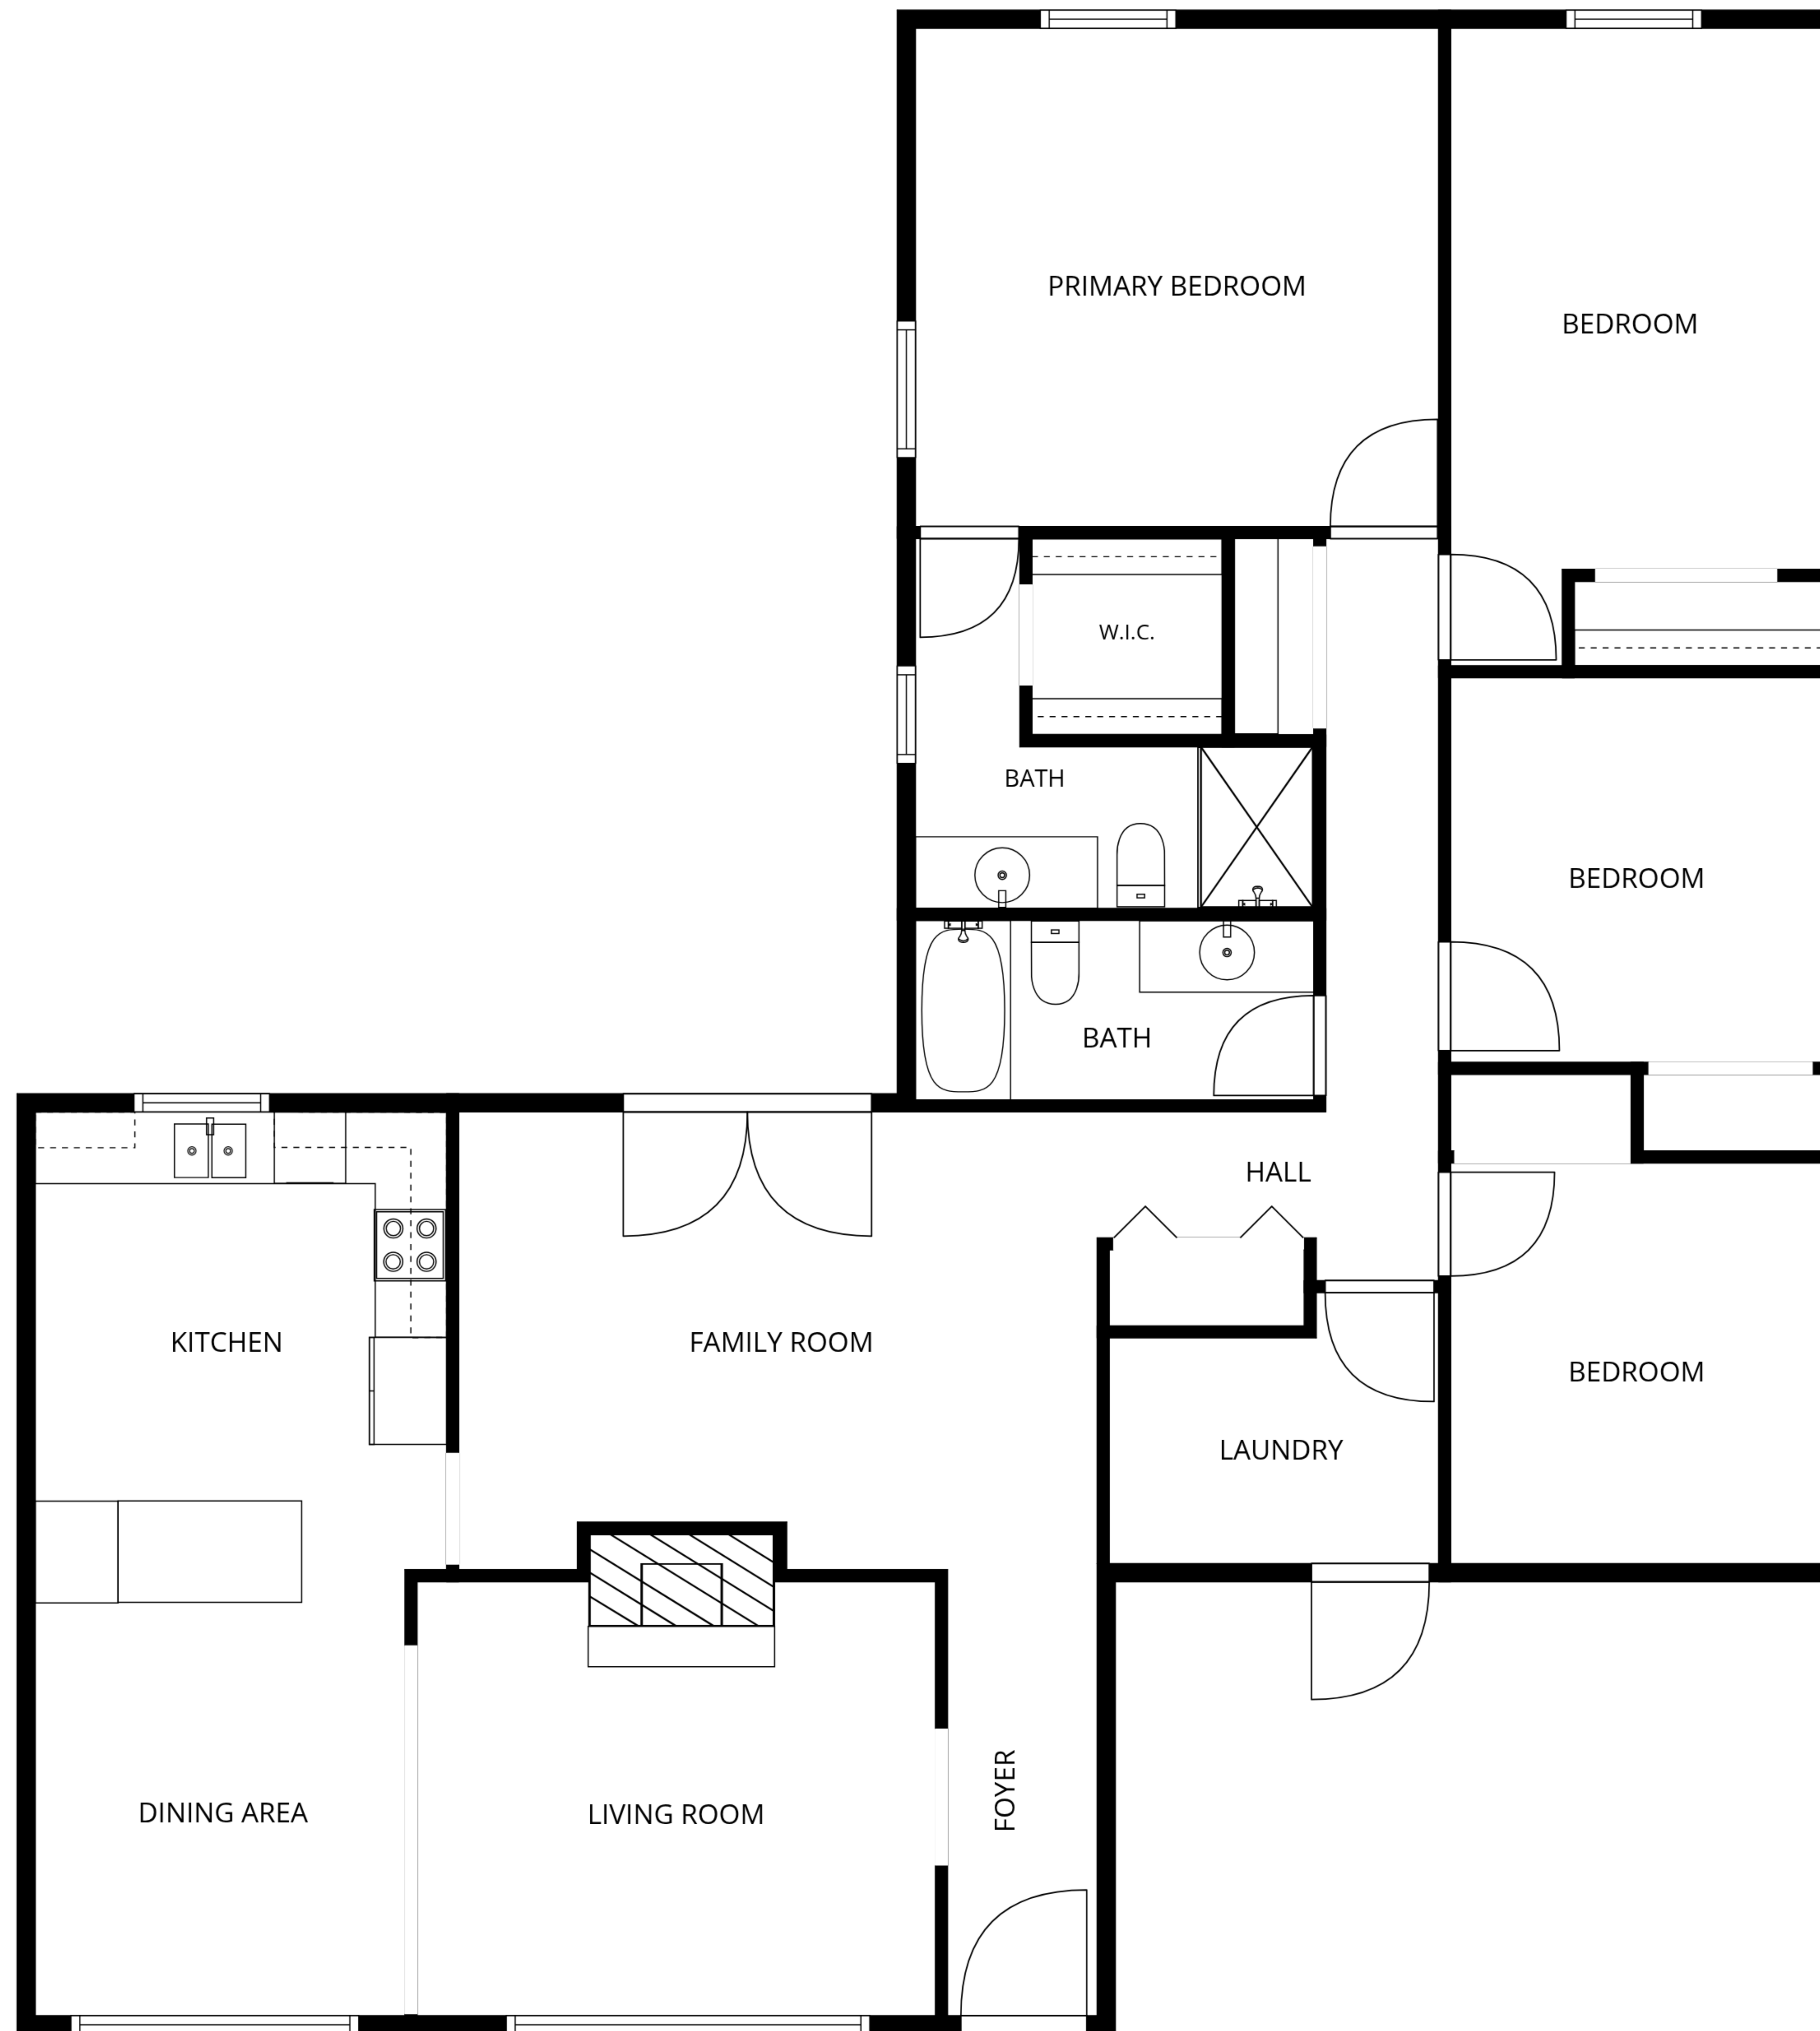 PRIMARY BEDROOM
BEDROOM
W.I.C.
BATH
BEDROOM
BATH
HALL
KITCHEN
FAMILY ROOM
BEDROOM
LAUNDRY
FOYER
DINING AREA
LIVING ROOM